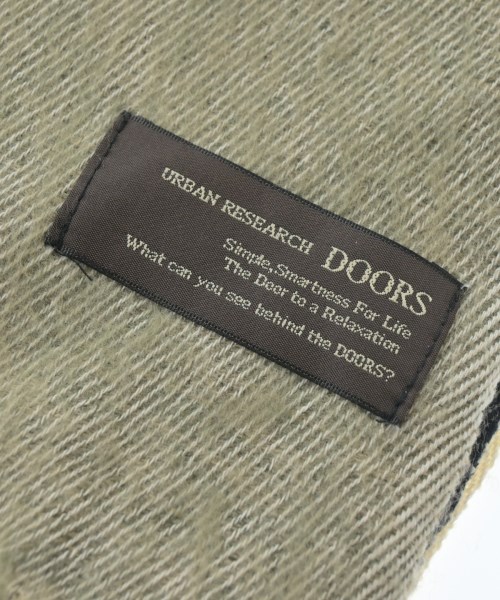 URBAN RESEARCH DOORS
Simple,Smartness For Life
The Door to a Relaxation
What can you see behind the DOORS?